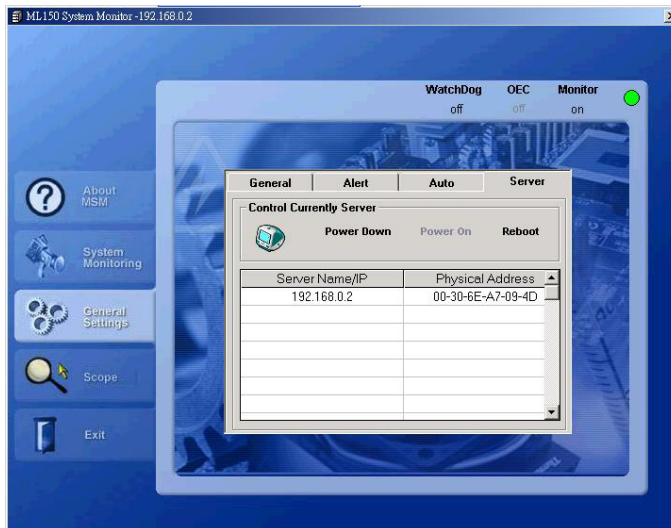 ML150 System Monitor -192.168.0.2
WatchDog OEC Monitor
off off on
General Alert Auto Server
Control Currently Server
Power Down Power On Reboot
Server Name/IP Physical Address
192.168.0.2 00-30-6E-A7-09-4D
About
MSM
System
Monitoring
General
Settings
Scope
Exit